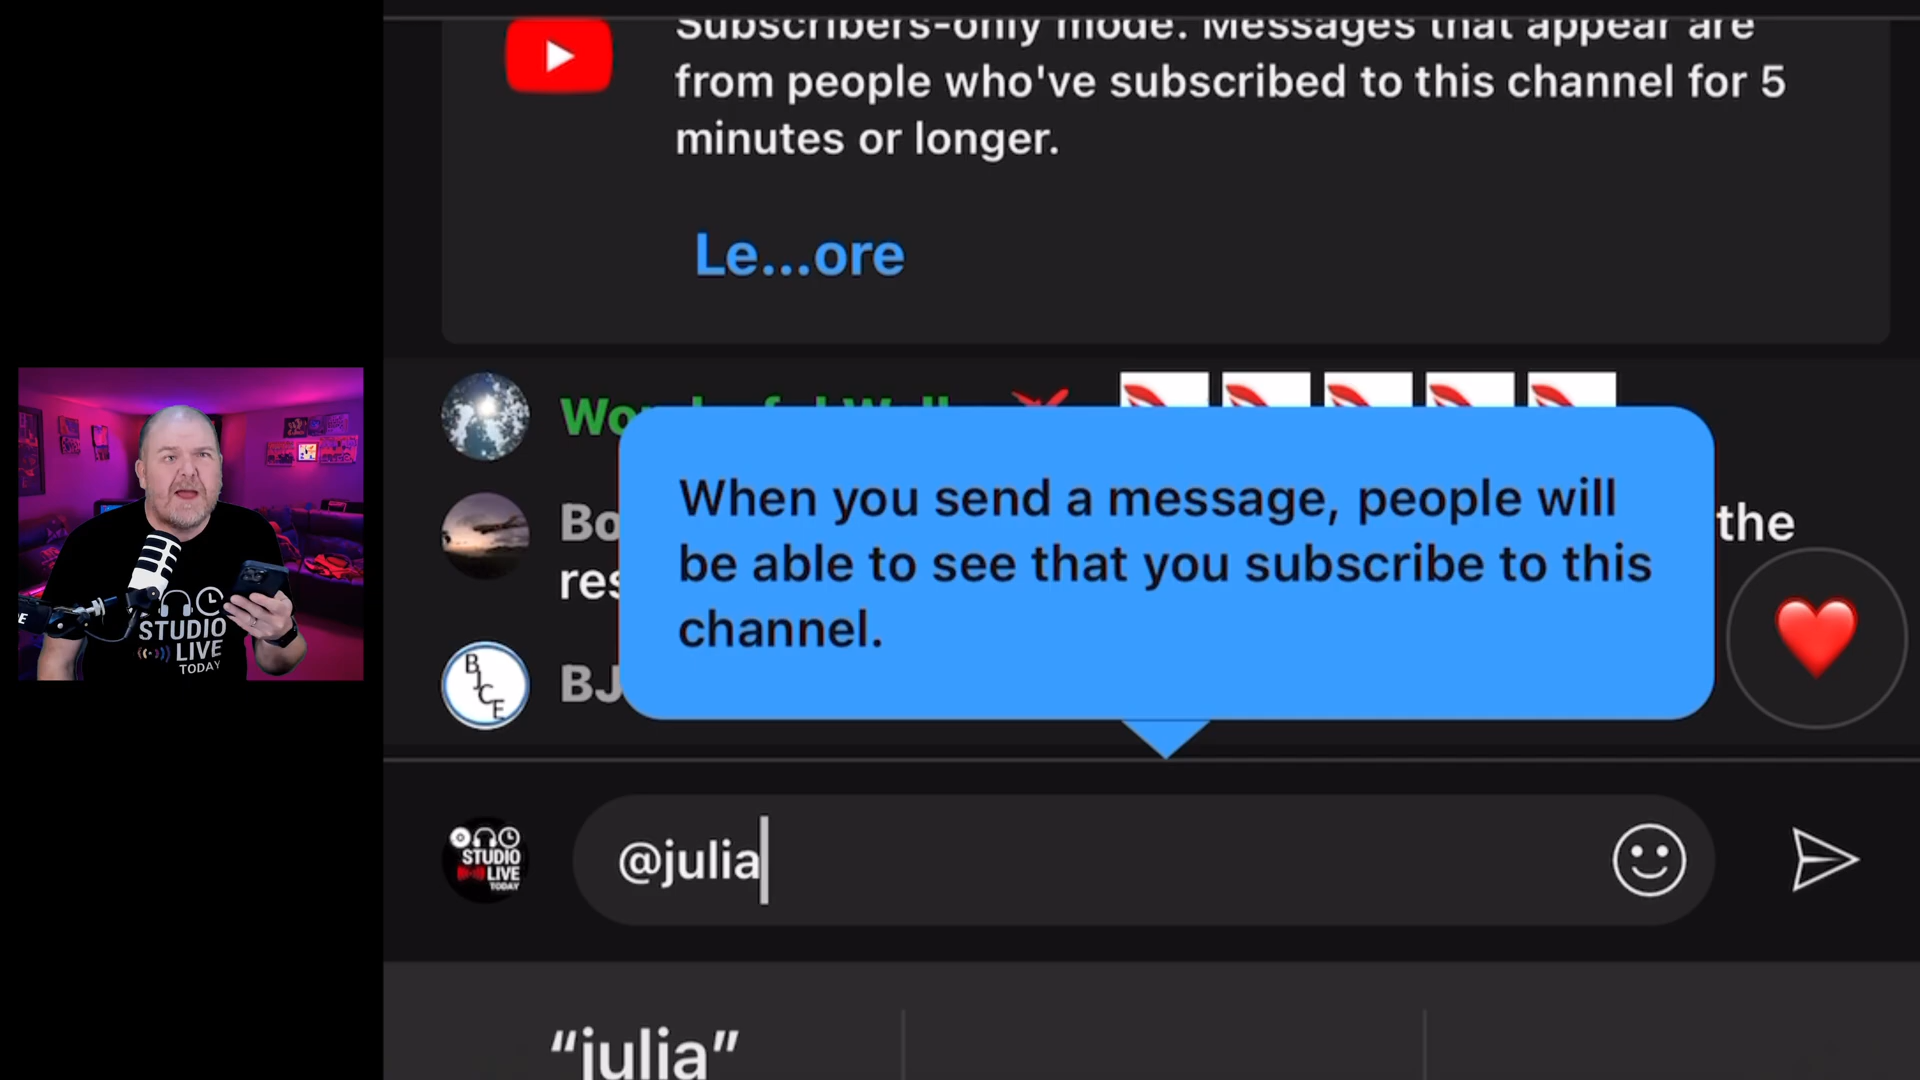 Subscribers-only mode. Messages that appear are
from people who've subscribed to this channel for 5
minutes or longer.
Le...ore
When you send a message, people will
be able to see that you subscribe to this
channel.
the
BJ
B
J
C
E
STUDIO
LIVE
TODAY
STUDIO
LIVE
TODAY
@julia
“julia”